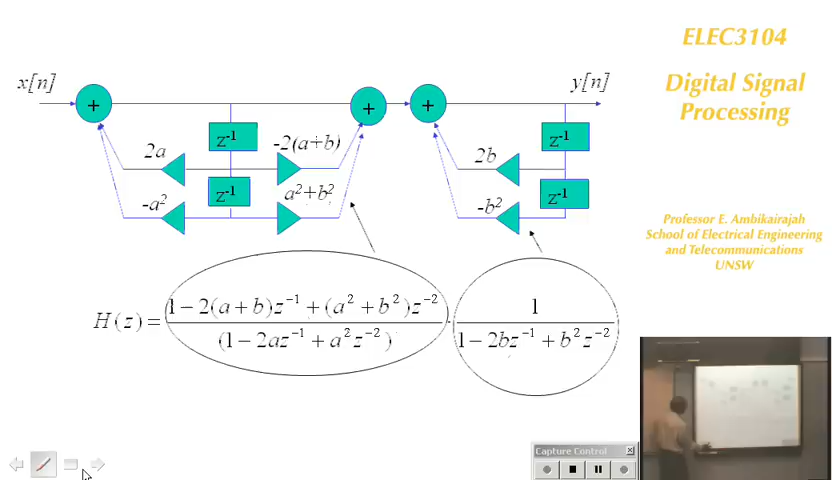 ELEC3104
Digital Signal
Processing
x[n]
y[n]
+
+
+
z⁻¹
-2(a+b)
z⁻¹
2a
2b
z⁻¹
a²+b²
z⁻¹
-a²
-b²
Professor E. Ambikairajah
School of Electrical Engineering
and Telecommunications
UNSW
H(z) = 1−2(a+b)z⁻¹+(a²+b²)z⁻² / (1−2az⁻¹+a²z⁻²) · 1 / 1−2bz⁻¹+b²z⁻²
Capture Control